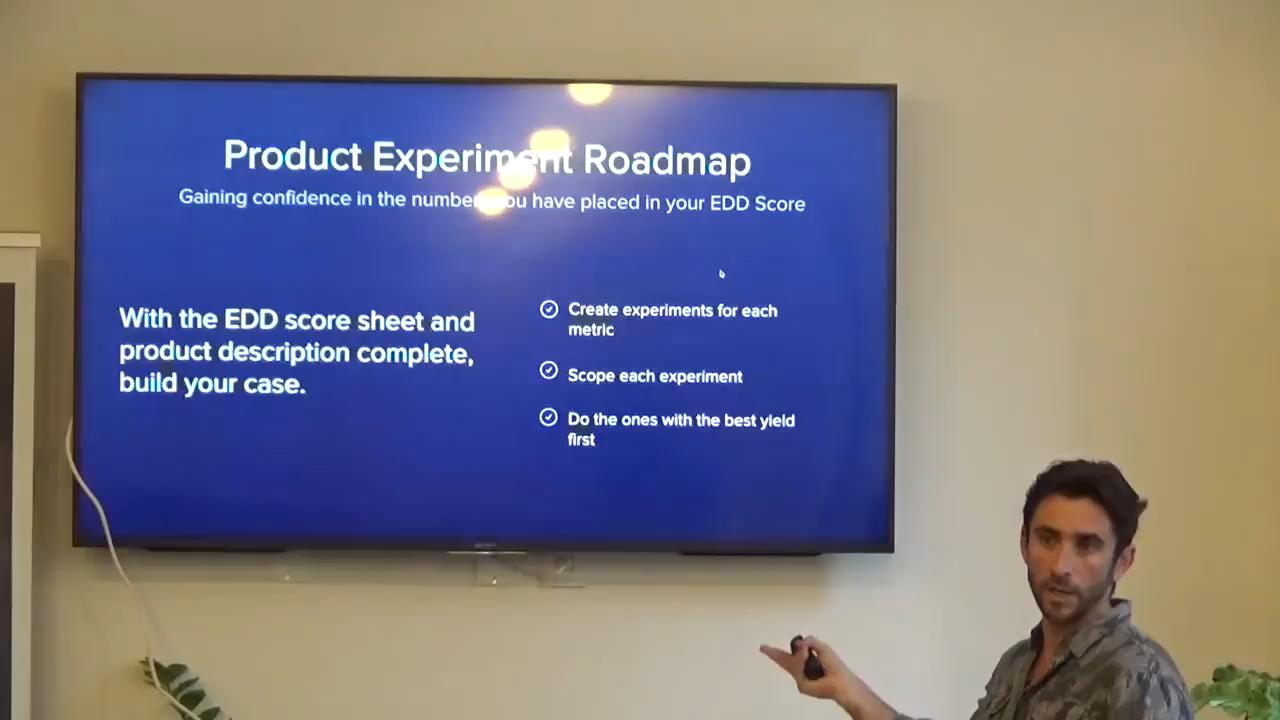 Product Experiment Roadmap
Gaining confidence in the number you have placed in your EDD Score
With the EDD score sheet and
product description complete,
build your case.
Create experiments for each
metric
Scope each experiment
Do the ones with the best yield
first